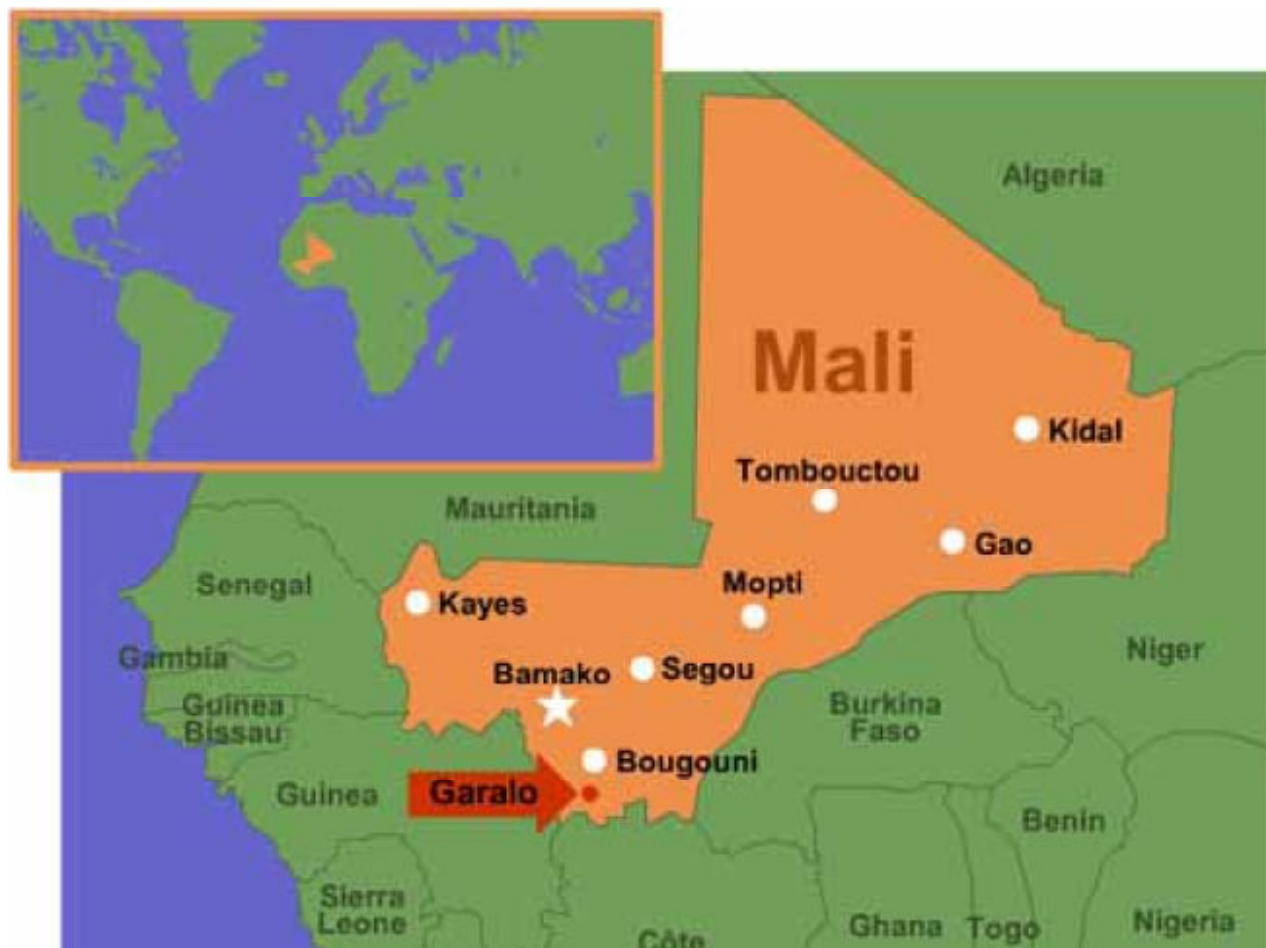 Algeria
Mali
Kidal
Tombouctou
Mauritania
Gao
Mopti
Senegal
Kayes
Gambia
Niger
Bamako
Segou
Guinea
Bissau
Burkina
Faso
Bougouni
Guinea
Garalo
Benin
Sierra
Leone
Ghana
Togo
Nigeria
Côte